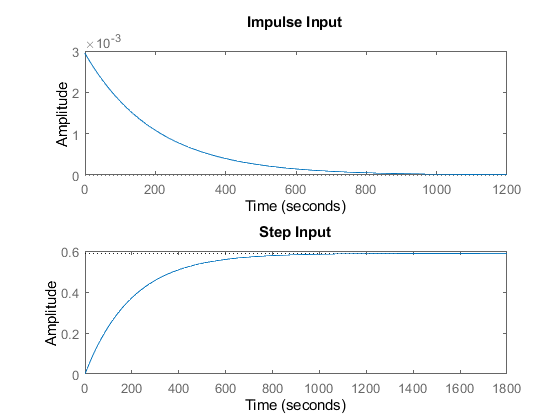 Impulse Input
×10-3
3
2
1
0
Amplitude
0 200 400 600 800 1000 1200
Time (seconds)
Step Input
0.6
0.4
0.2
0
Amplitude
0 200 400 600 800 1000 1200 1400 1600 1800
Time (seconds)